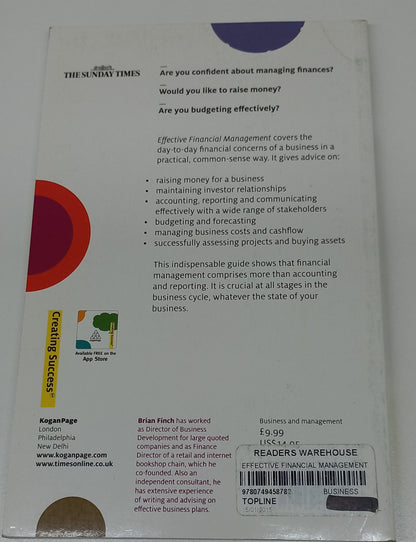 THE SUNDAY TIMES
Are you confident about managing finances?
Would you like to raise money?
Are you budgeting effectively?
Effective Financial Management covers the
day-to-day financial concerns of a business in a
practical, common-sense way. It gives advice on:
• raising money for a business
• maintaining investor relationships
• accounting, reporting and communicating
effectively with a wide range of stakeholders
• budgeting and forecasting
• managing business costs and cashflow
• successfully assessing projects and buying assets
This indispensable guide shows that financial
management comprises more than accounting
and reporting. It is crucial at all stages in the
business cycle, whatever the state of your
business.
Creating Success
Available FREE on the
App Store
KoganPage
London
Philadelphia
New Delhi
www.koganpage.com
www.timesonline.co.uk
Brian Finch has worked
as Director of Business
Development for large quoted
companies and as Finance
Director of a retail and internet
bookshop chain, which he
co-founded. Also an
independent consultant, he
has extensive experience
of writing and advising on
effective business plans.
Business and management
£9.99
US$14.95
READERS WAREHOUSE
EFFECTIVE FINANCIAL MANAGEMENT
9780749458782 BUSINESS
TOPLINE